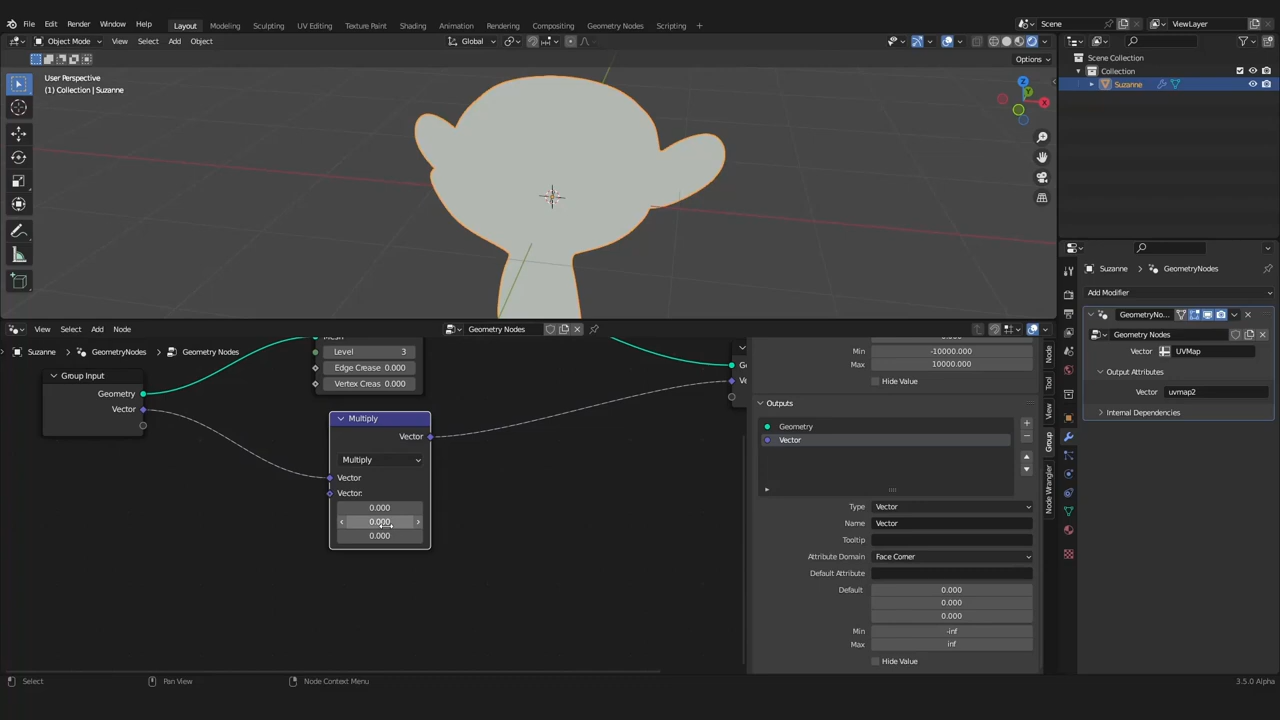 File Edit Render Window Help Layout Modeling Sculpting UV Editing Texture Paint Shading Animation Rendering Compositing Geometry Nodes Scripting + Scene ViewLayer
Object Mode View Select Add Object Global
Options
User Perspective
(1) Collection | Suzanne
Z
Y
X
Scene Collection
Collection
Suzanne
Suzanne GeometryNodes
Add Modifier
GeometryNo...
Geometry Nodes
Vector UVMap
Output Attributes
Vector uvmap2
Internal Dependencies
View Select Add Node Geometry Nodes
Suzanne GeometryNodes Geometry Nodes
Group Input
Geometry
Vector
Level 3
Edge Crease 0.000
Vertex Creas 0.000
Multiply
Vector
Multiply
Vector
Vector:
0.000
0.000
0.000
Min -10000.000
Max 10000.000
Hide Value
Outputs
Geometry
Vector
Type Vector
Name Vector
Tooltip
Attribute Domain Face Corner
Default Attribute
Default 0.000
0.000
0.000
Min -inf
Max inf
Hide Value
Node
Tool
View
Group
Node Wrangler
Select Pan View Node Context Menu 3.5.0 Alpha